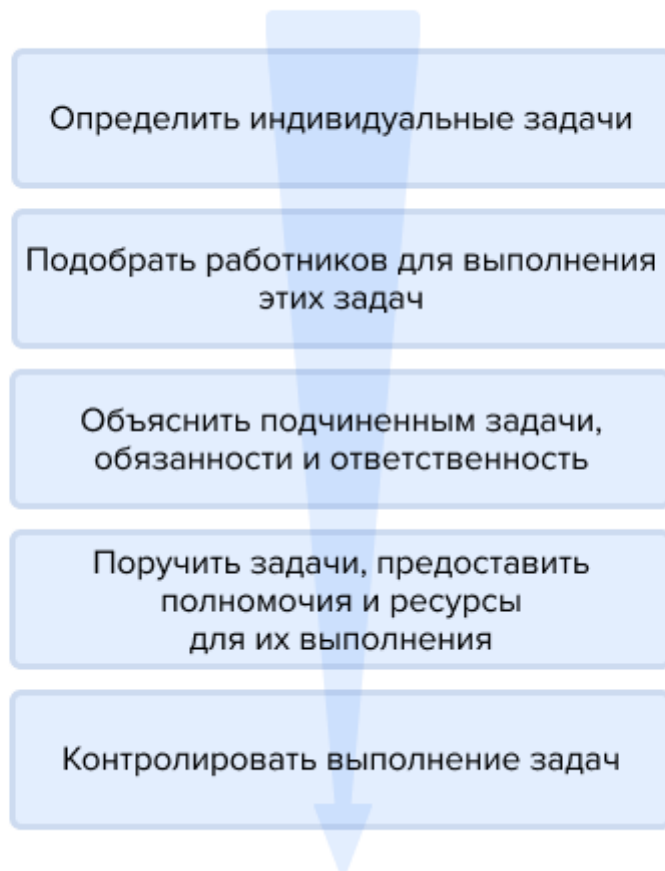 Определить индивидуальные задачи
Подобрать работников для выполнения
этих задач
Объяснить подчиненным задачи,
обязанности и ответственность
Поручить задачи, предоставить
полномочия и ресурсы
для их выполнения
Контролировать выполнение задач